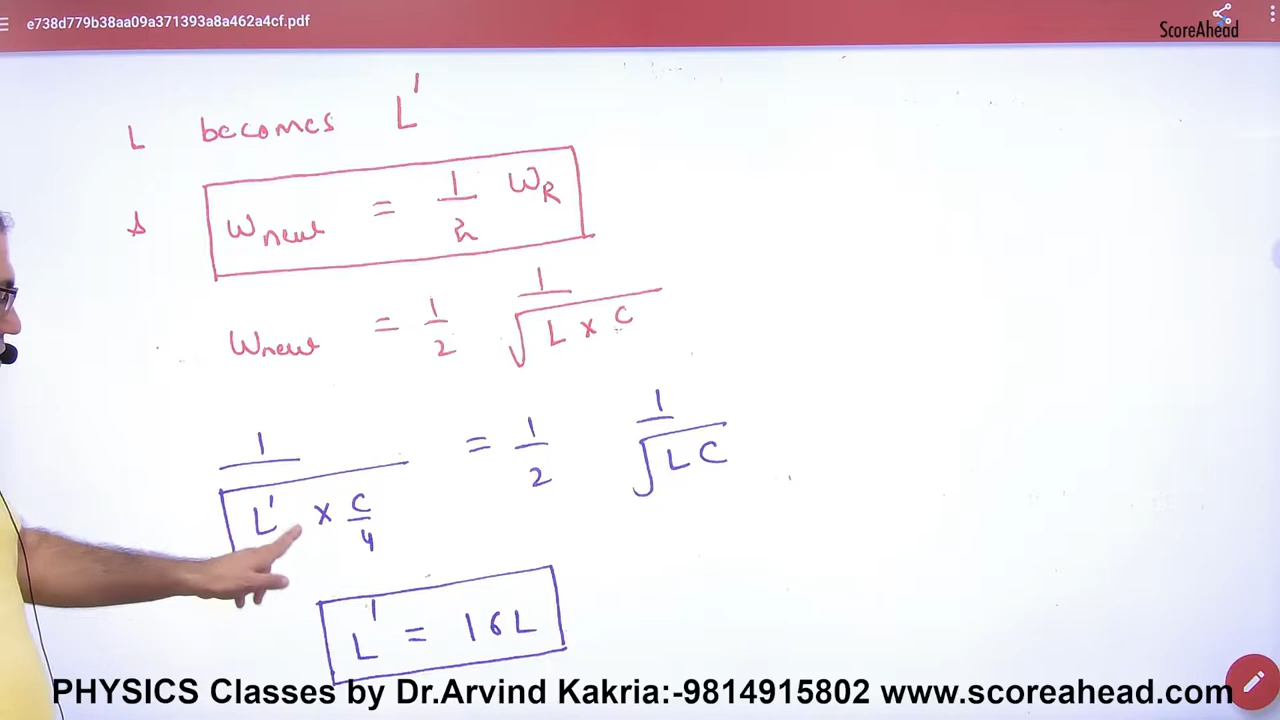 e738d779b38aa09a371393a8a462a4cf.pdf
ScoreAhead
L becomes L'
ω_new = 1/2 ω_R
ω_new = 1/2 1/√(L × C)
1/√(L' × C/4) = 1/2 1/√(LC)
L' = 16L
PHYSICS Classes by Dr.Arvind Kakria:-9814915802 www.scoreahead.com